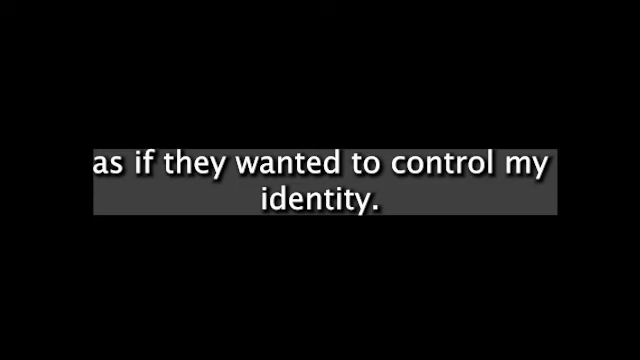 as if they wanted to control my
identity.